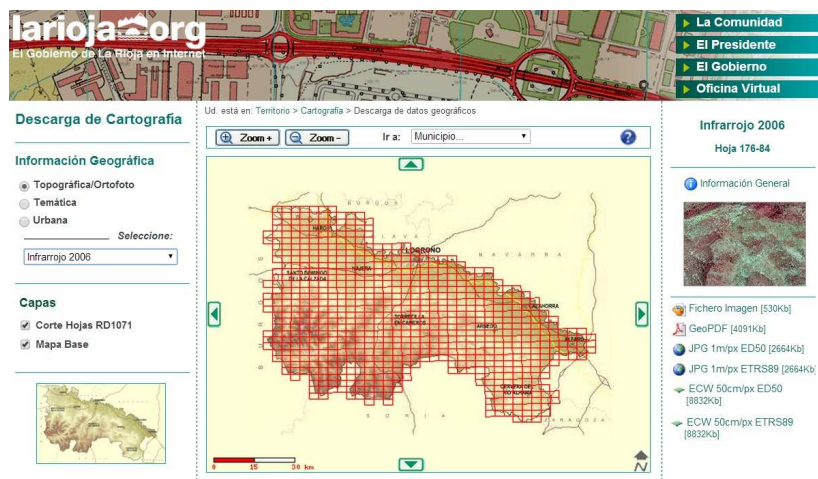 larioja.org
El Gobierno de La Rioja en Internet
La Comunidad
El Presidente
El Gobierno
Oficina Virtual
Descarga de Cartografía
Información Geográfica
Topográfica/Ortofoto
Temática
Urbana
Seleccione:
Infrarrojo 2006
Capas
Corte Hojas RD1071
Mapa Base
Ud. está en: Territorio > Cartografía > Descarga de datos geográficos
Zoom +
Zoom -
Ir a:
Municipio...
?
BURGOS
ALAVA
HARO
LOGROÑO
NAVARRA
NAJERA
SANTO DOMINGO
DE LA CALZADA
CALAHORRA
TORRECILLA
EN CAMEROS
ARNEDO
ALFARO
BURGOS
CERVERA DEL
RIO ALHAMA
SORIA
ZARAGOZA
0 15 30 km
N
Infrarrojo 2006
Hoja 176-84
Información General
Fichero Imagen [530Kb]
GeoPDF [4091Kb]
JPG 1m/px ED50 [2664Kb]
JPG 1m/px ETRS89 [2664Kb]
ECW 50cm/px ED50
[8832Kb]
ECW 50cm/px ETRS89
[8832Kb]